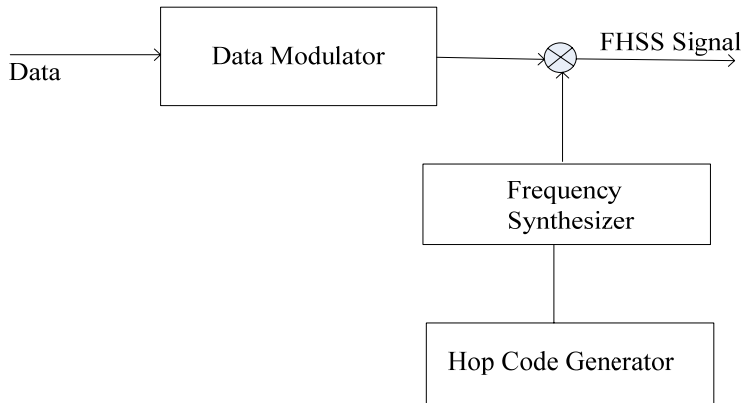 Data
Data Modulator
FHSS Signal
Frequency
Synthesizer
Hop Code Generator